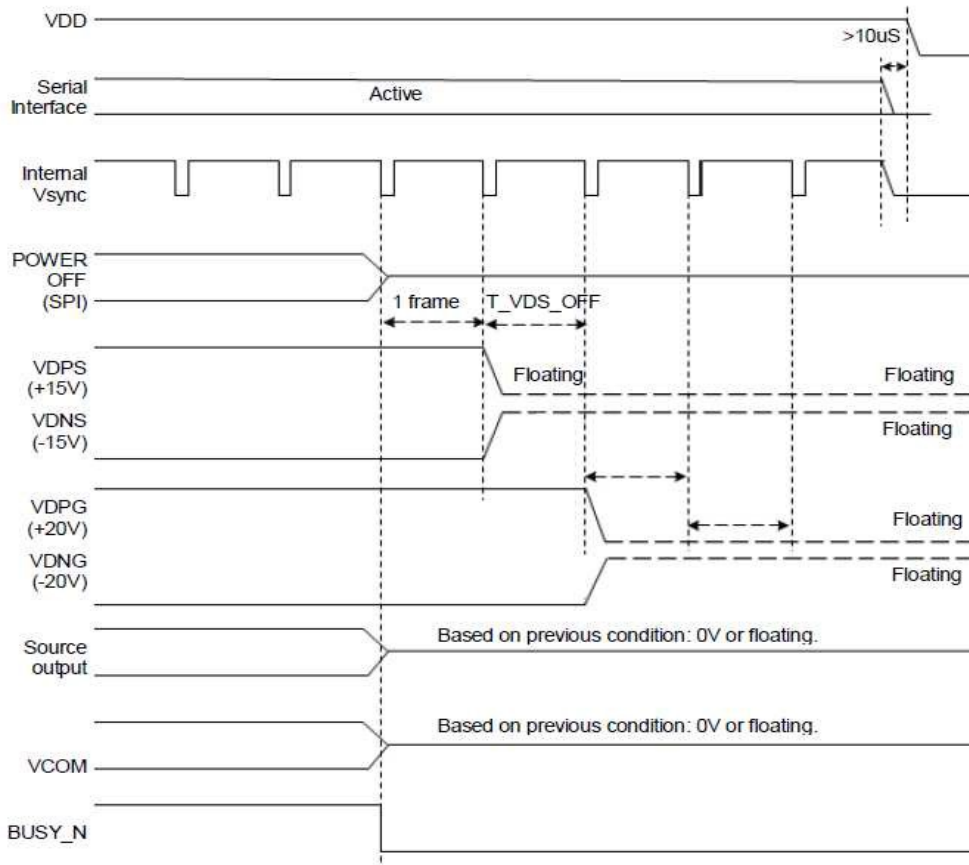 VDD
>10uS
Serial
Interface
Active
Internal
Vsync
POWER
OFF
(SPI)
1 frame
T_VDS_OFF
VDPS
(+15V)
Floating
Floating
VDNS
(-15V)
Floating
VDPG
(+20V)
Floating
VDNG
(-20V)
Floating
Source
output
Based on previous condition: 0V or floating.
VCOM
Based on previous condition: 0V or floating.
BUSY_N